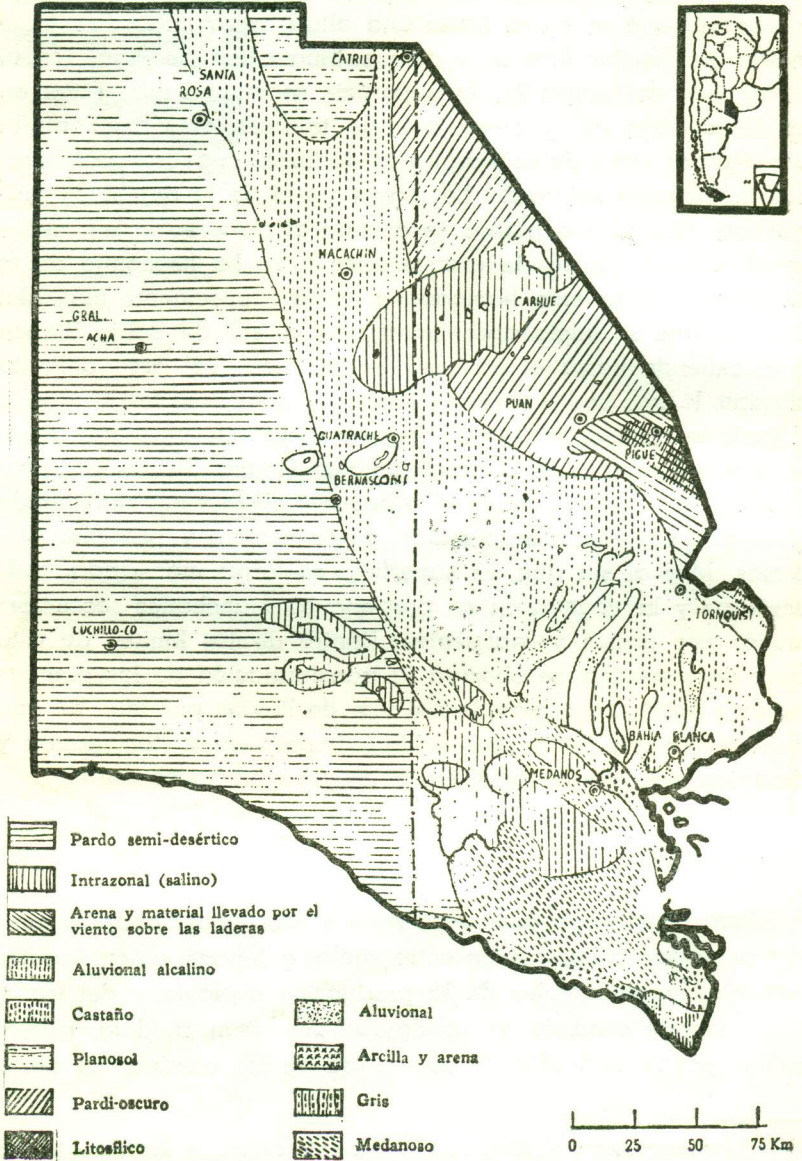 CATRILO
SANTA
ROSA
MACACHIN
CARHUE
GRAL.
ACHA
PUAN
PIGUE
GUATRACHE
BERNASCONI
TORNQUIST
CUCHILLO-CO
BAHIA BLANCA
MEDANOS
Pardo semi-desértico
Intrazonal (salino)
Arena y material llevado por el
viento sobre las laderas
Aluvional alcalino
Castaño
Planosol
Pardi-oscuro
Litosílico
Aluvional
Arcilla y arena
Gris
Medanoso
0 25 50 75 Km